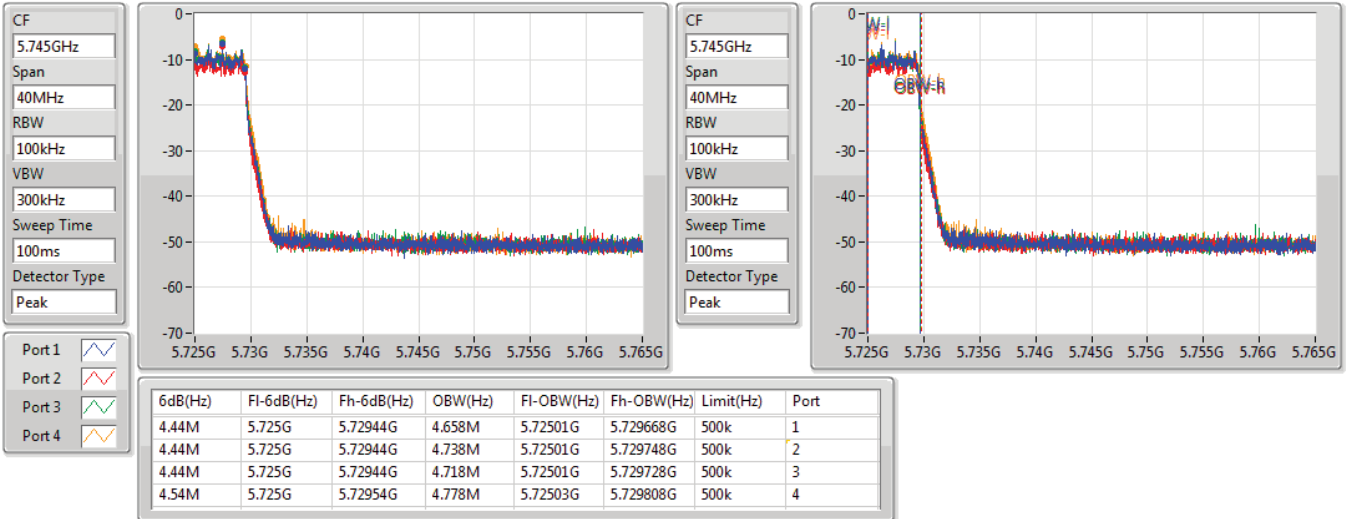 CF
5.745GHz
Span
40MHz
RBW
100kHz
VBW
300kHz
Sweep Time
100ms
Detector Type
Peak
0
-10
-20
-30
-40
-50
-60
-70
5.725G 5.73G 5.735G 5.74G 5.745G 5.75G 5.755G 5.76G 5.765G
CF
5.745GHz
Span
40MHz
RBW
100kHz
VBW
300kHz
Sweep Time
100ms
Detector Type
Peak
0
-10
-20
-30
-40
-50
-60
-70
OBW-h
5.725G 5.73G 5.735G 5.74G 5.745G 5.75G 5.755G 5.76G 5.765G
Port 1
Port 2
Port 3
Port 4
6dB(Hz) Fl-6dB(Hz) Fh-6dB(Hz) OBW(Hz) Fl-OBW(Hz) Fh-OBW(Hz) Limit(Hz) Port
4.44M 5.725G 5.72944G 4.658M 5.72501G 5.729668G 500k 1
4.44M 5.725G 5.72944G 4.738M 5.72501G 5.729748G 500k 2
4.44M 5.725G 5.72944G 4.718M 5.72501G 5.729728G 500k 3
4.54M 5.725G 5.72954G 4.778M 5.72503G 5.729808G 500k 4